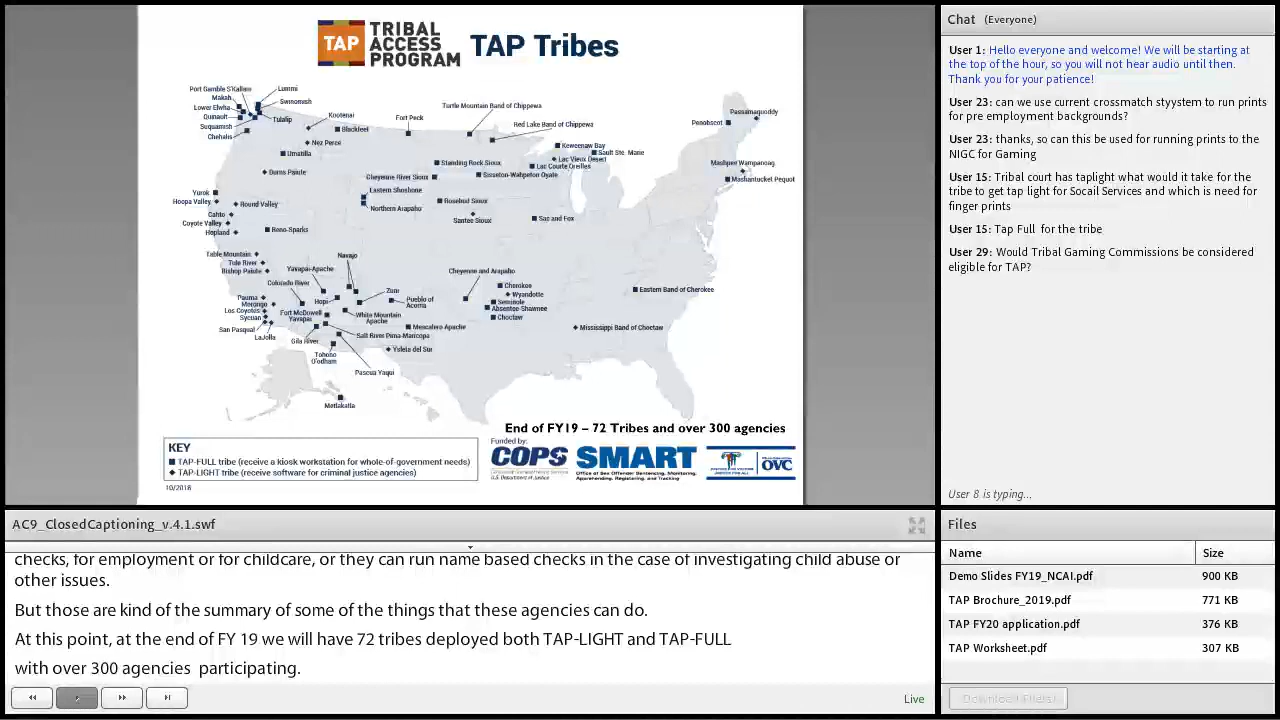 TAP
TRIBAL
ACCESS
PROGRAM
TAP Tribes
Port Gamble S'Klallam
Lummi
Makah
Swinomish
Lower Elwha
Quinault
Suquamish
Tulalip
Chehalis
Kootenai
Blackfeet
Nez Perce
Umatilla
Burns Paiute
Fort Peck
Turtle Mountain Band of Chippewa
Red Lake Band of Chippewa
Passamaquoddy
Penobscot
Keweenaw Bay
Sault Ste. Marie
Lac Vieux Desert
Lac Courte Oreilles
Standing Rock Sioux
Cheyenne River Sioux
Sisseton-Wahpeton Oyate
Mashpee Wampanoag
Mashantucket Pequot
Eastern Shoshone
Northern Arapaho
Rosebud Sioux
Santee Sioux
Sac and Fox
Yurok
Hoopa Valley
Round Valley
Cahto
Coyote Valley
Hopland
Reno-Sparks
Table Mountain
Tule River
Bishop Paiute
Navajo
Yavapai-Apache
Colorado River
Hopi
Zuni
Pueblo of
Acoma
Cheyenne and Arapaho
Cherokee
Wyandotte
Seminole
Absentee Shawnee
Choctaw
Eastern Band of Cherokee
Mississippi Band of Choctaw
Pauma
Morongo
Los Coyotes
Sycuan
San Pasqual
LaJolla
Fort McDowell
Yavapai
White Mountain
Apache
Mescalero Apache
Salt River Pima-Maricopa
Gila River
Ysleta del Sur
Tohono
O'odham
Pascua Yaqui
Metlakatla
End of FY19 – 72 Tribes and over 300 agencies
KEY
TAP-FULL tribe (receive a kiosk workstation for whole-of-government needs)
TAP-LIGHT tribe (receive software for criminal justice agencies)
10/2018
Funded by:
COPS
U.S. Department of Justice
SMART
Office of Sex Offender Sentencing, Monitoring,
Apprehending, Registering, and Tracking
OVC
Chat (Everyone)
User 1: Hello everyone and welcome! We will be starting at
the top of the hour, so you will not hear audio until then.
Thank you for your patience!
User 23: can we use current crossmatch styystem to run prints
for the employment backgrounds?
User 23: thanks, can this be used for running prints to the
NIGC for Gaming
User 15: Tribal court has taplight what would it take for the
tribe to get tap light for Socail Services and which is need for
finger prints
User 15: Tap Full for the tribe
User 29: Would Tribal Gaming Commissions be considered
eligible for TAP?
User 8 is typing...
AC9_ClosedCaptioning_v.4.1.swf
checks, for employment or for childcare, or they can run name based checks in the case of investigating child abuse or
other issues.
But those are kind of the summary of some of the things that these agencies can do.
At this point, at the end of FY 19 we will have 72 tribes deployed both TAP-LIGHT and TAP-FULL
with over 300 agencies participating.
Live
Files
Name Size
Demo Slides FY19_NCAI.pdf 900 KB
TAP Brochure_2019.pdf 771 KB
TAP FY20 application.pdf 376 KB
TAP Worksheet.pdf 307 KB
Download File(s)